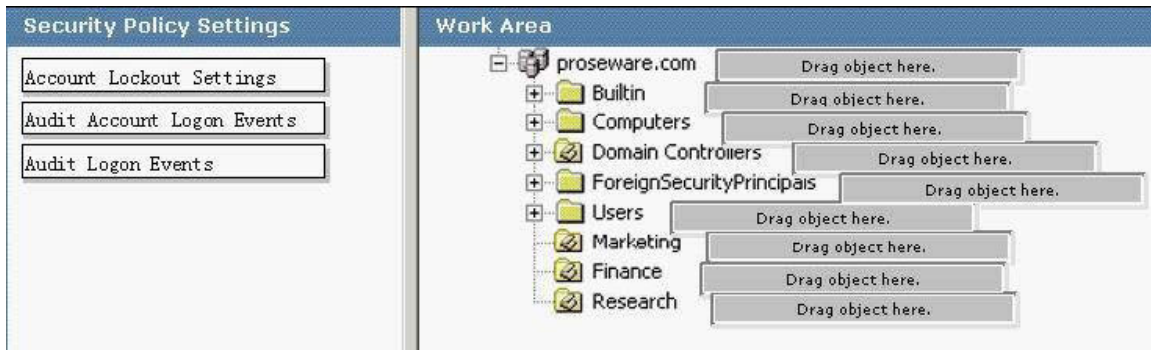 Security Policy Settings
Account Lockout Settings
Audit Account Logon Events
Audit Logon Events
Work Area
proseware.com Drag object here.
Builtin Drag object here.
Computers Drag object here.
Domain Controllers Drag object here.
ForeignSecurityPrincipals Drag object here.
Users Drag object here.
Marketing Drag object here.
Finance Drag object here.
Research Drag object here.